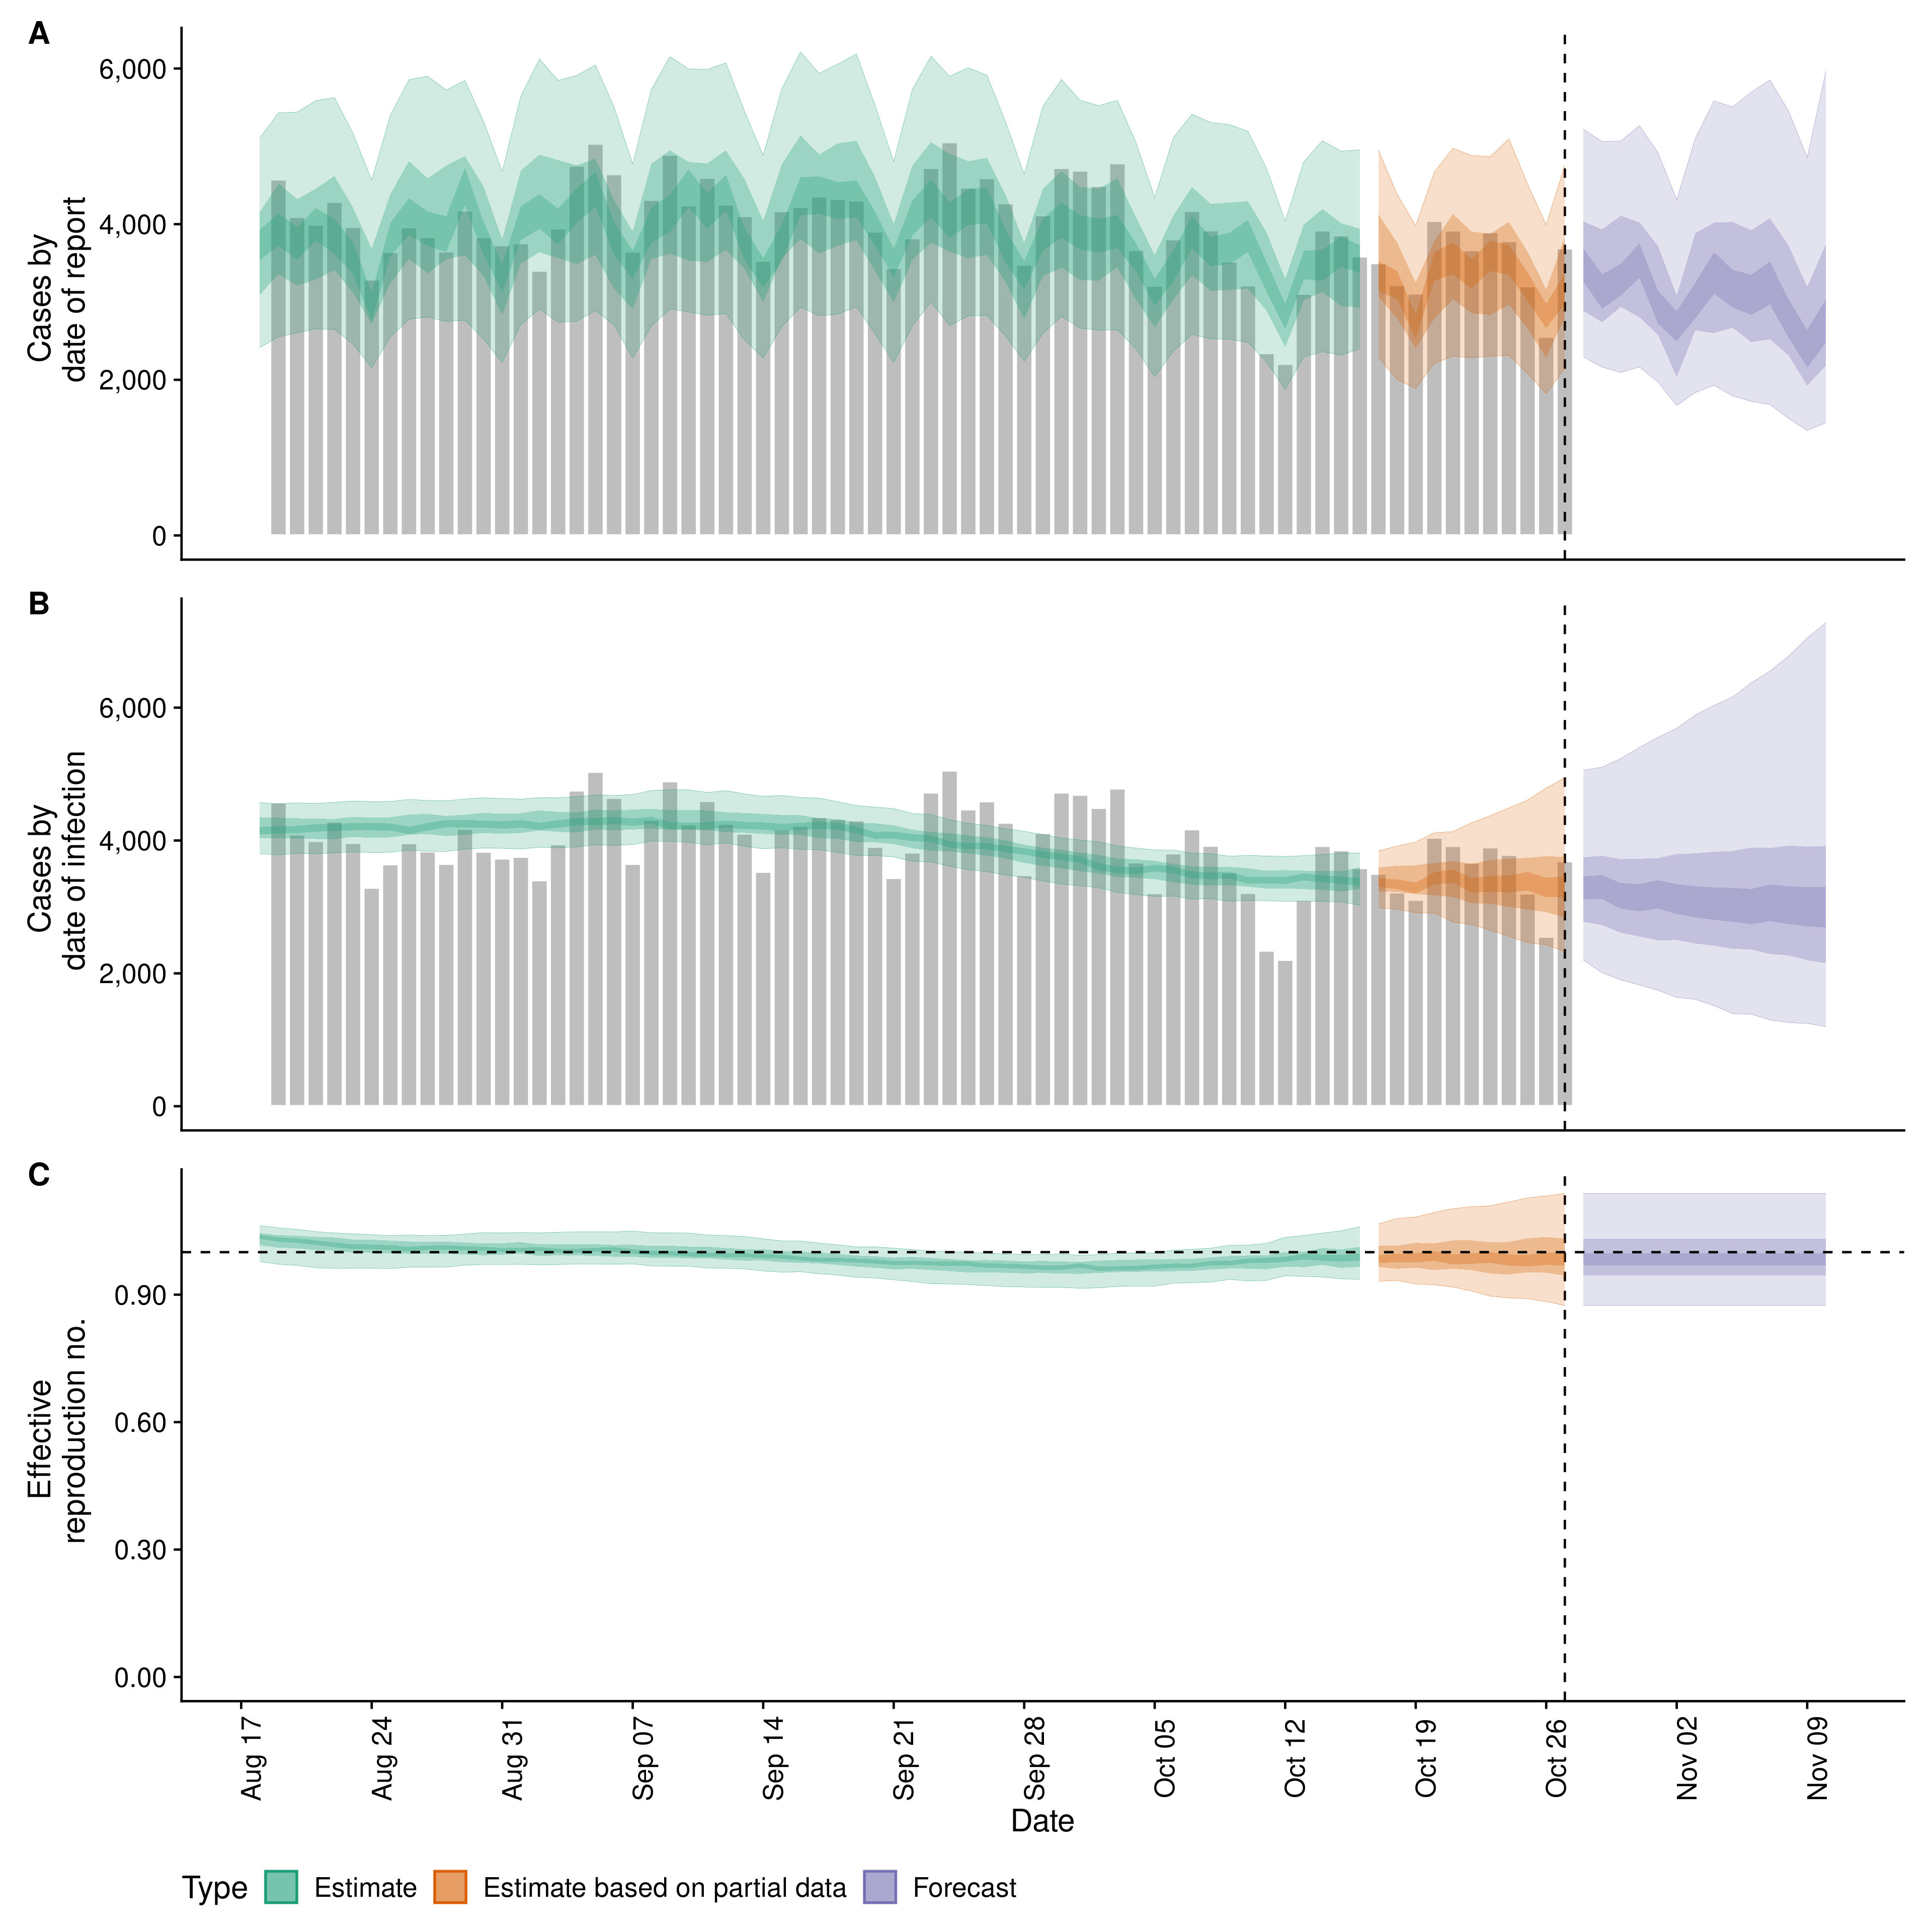 A
Cases by
date of report
6,000
4,000
2,000
0
B
Cases by
date of infection
6,000
4,000
2,000
0
C
Effective
reproduction no.
0.90
0.60
0.30
0.00
Aug 17
Aug 24
Aug 31
Sep 07
Sep 14
Sep 21
Sep 28
Oct 05
Oct 12
Oct 19
Oct 26
Nov 02
Nov 09
Date
Type
Estimate
Estimate based on partial data
Forecast